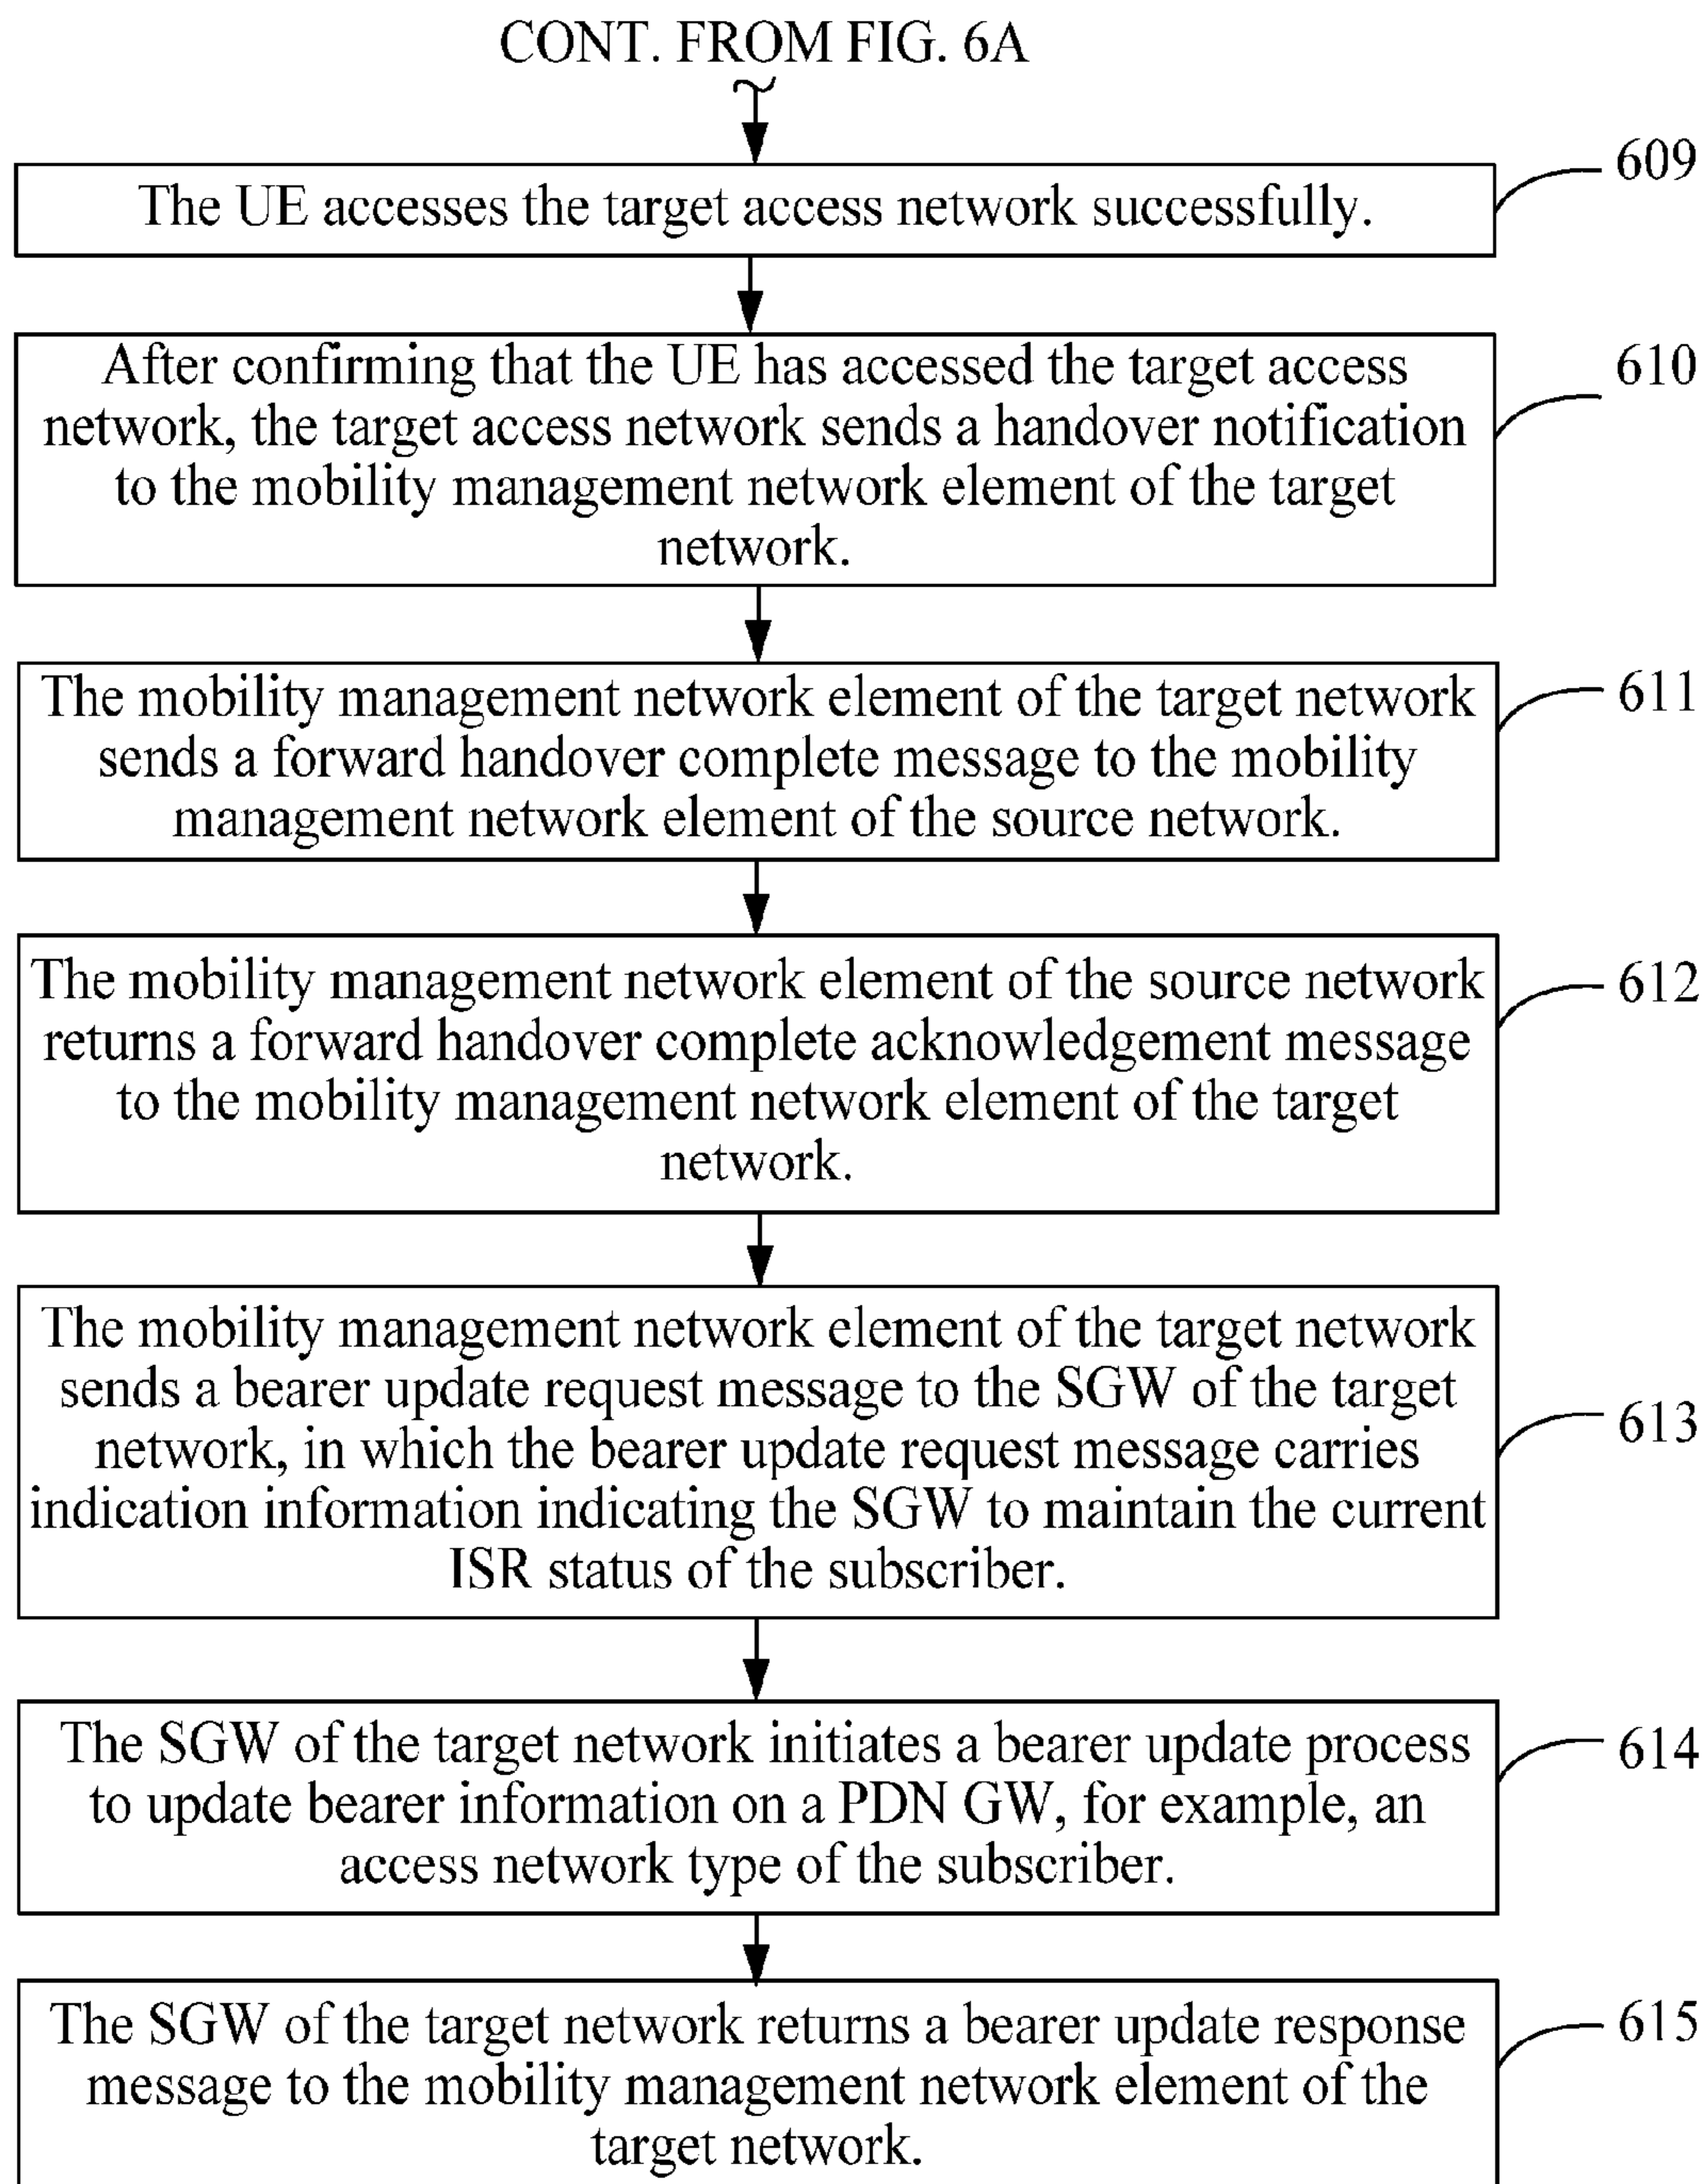 CONT. FROM FIG. 6A
609
The UE accesses the target access network successfully.
610
After confirming that the UE has accessed the target access
network, the target access network sends a handover notification
to the mobility management network element of the target
network.
611
The mobility management network element of the target network
sends a forward handover complete message to the mobility
management network element of the source network.
612
The mobility management network element of the source network
returns a forward handover complete acknowledgement message
to the mobility management network element of the target
network.
613
The mobility management network element of the target network
sends a bearer update request message to the SGW of the target
network, in which the bearer update request message carries
indication information indicating the SGW to maintain the current
ISR status of the subscriber.
614
The SGW of the target network initiates a bearer update process
to update bearer information on a PDN GW, for example, an
access network type of the subscriber.
615
The SGW of the target network returns a bearer update response
message to the mobility management network element of the
target network.